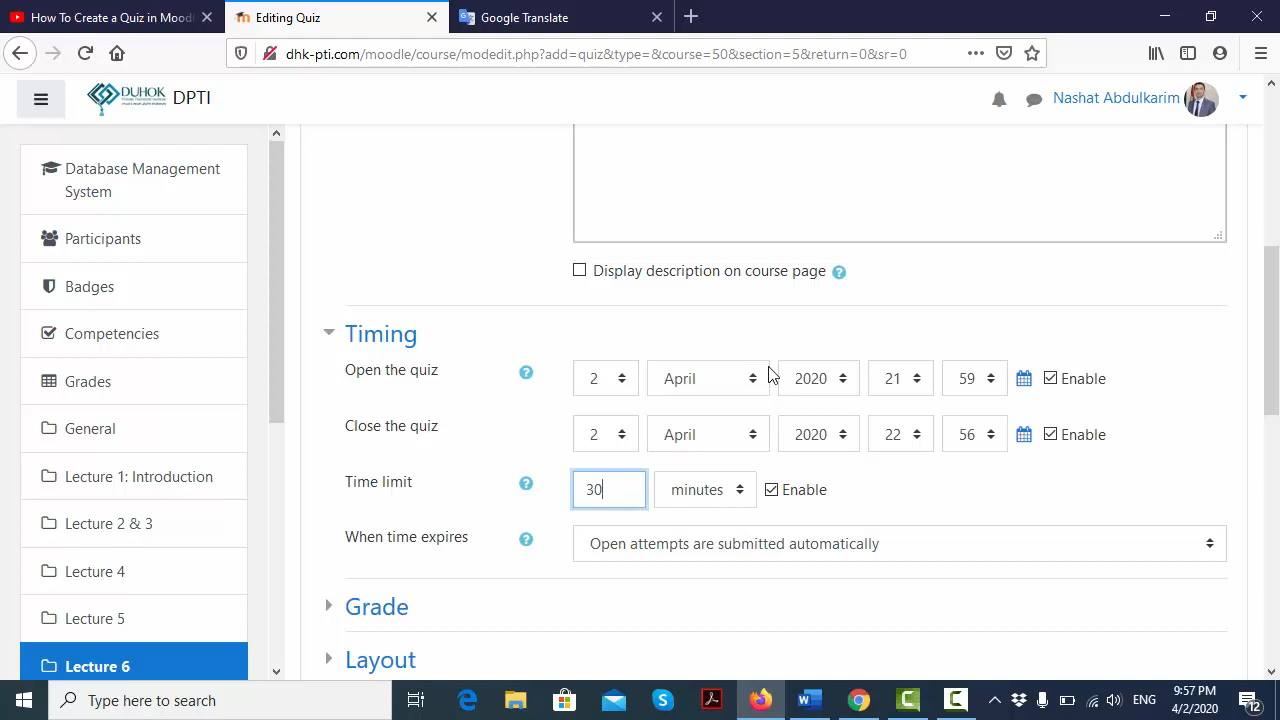 How To Create a Quiz in Moodl
Editing Quiz
Google Translate
dhk-pti.com/moodle/course/modedit.php?add=quiz&type=&course=50&section=5&return=0&sr=0
DUHOK
DPTI
Nashat Abdulkarim
Database Management
System
Participants
Badges
Competencies
Grades
General
Lecture 1: Introduction
Lecture 2 & 3
Lecture 4
Lecture 5
Lecture 6
Display description on course page
Timing
Open the quiz
2 April 2020 21 59 Enable
Close the quiz
2 April 2020 22 56 Enable
Time limit
30 minutes Enable
When time expires
Open attempts are submitted automatically
Grade
Layout
Type here to search
ENG
9:57 PM
4/2/2020
12